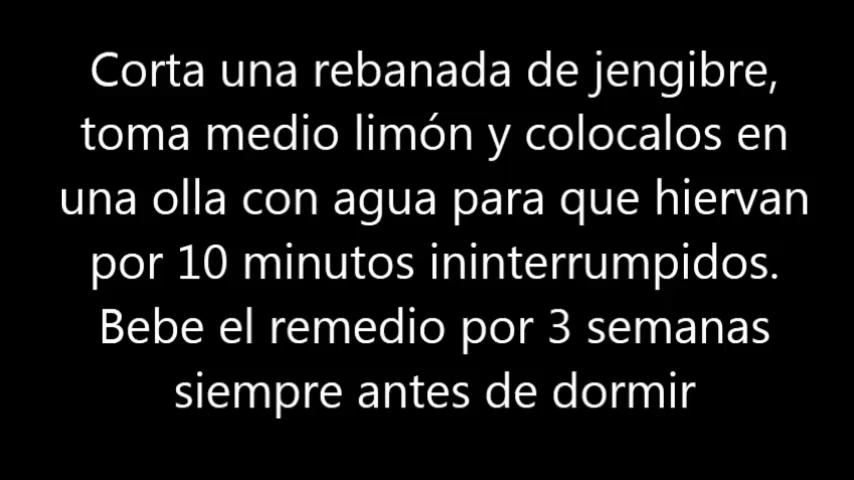 Corta una rebanada de jengibre,
toma medio limón y colocalos en
una olla con agua para que hiervan
por 10 minutos ininterrumpidos.
Bebe el remedio por 3 semanas
siempre antes de dormir